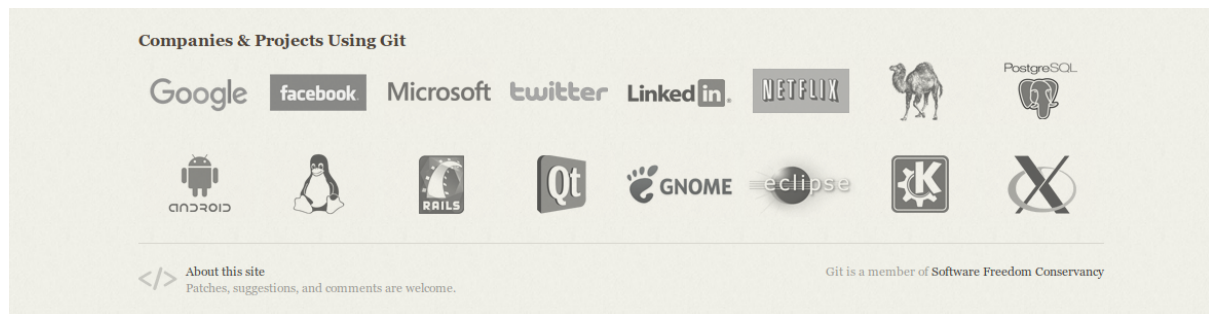 Companies & Projects Using Git
Google facebook Microsoft twitter Linked in. NETFLIX PostgreSQL
ANDROID RAILS Qt GNOME eclipse K X
About this site
Git is a member of Software Freedom Conservancy
Patches, suggestions, and comments are welcome.